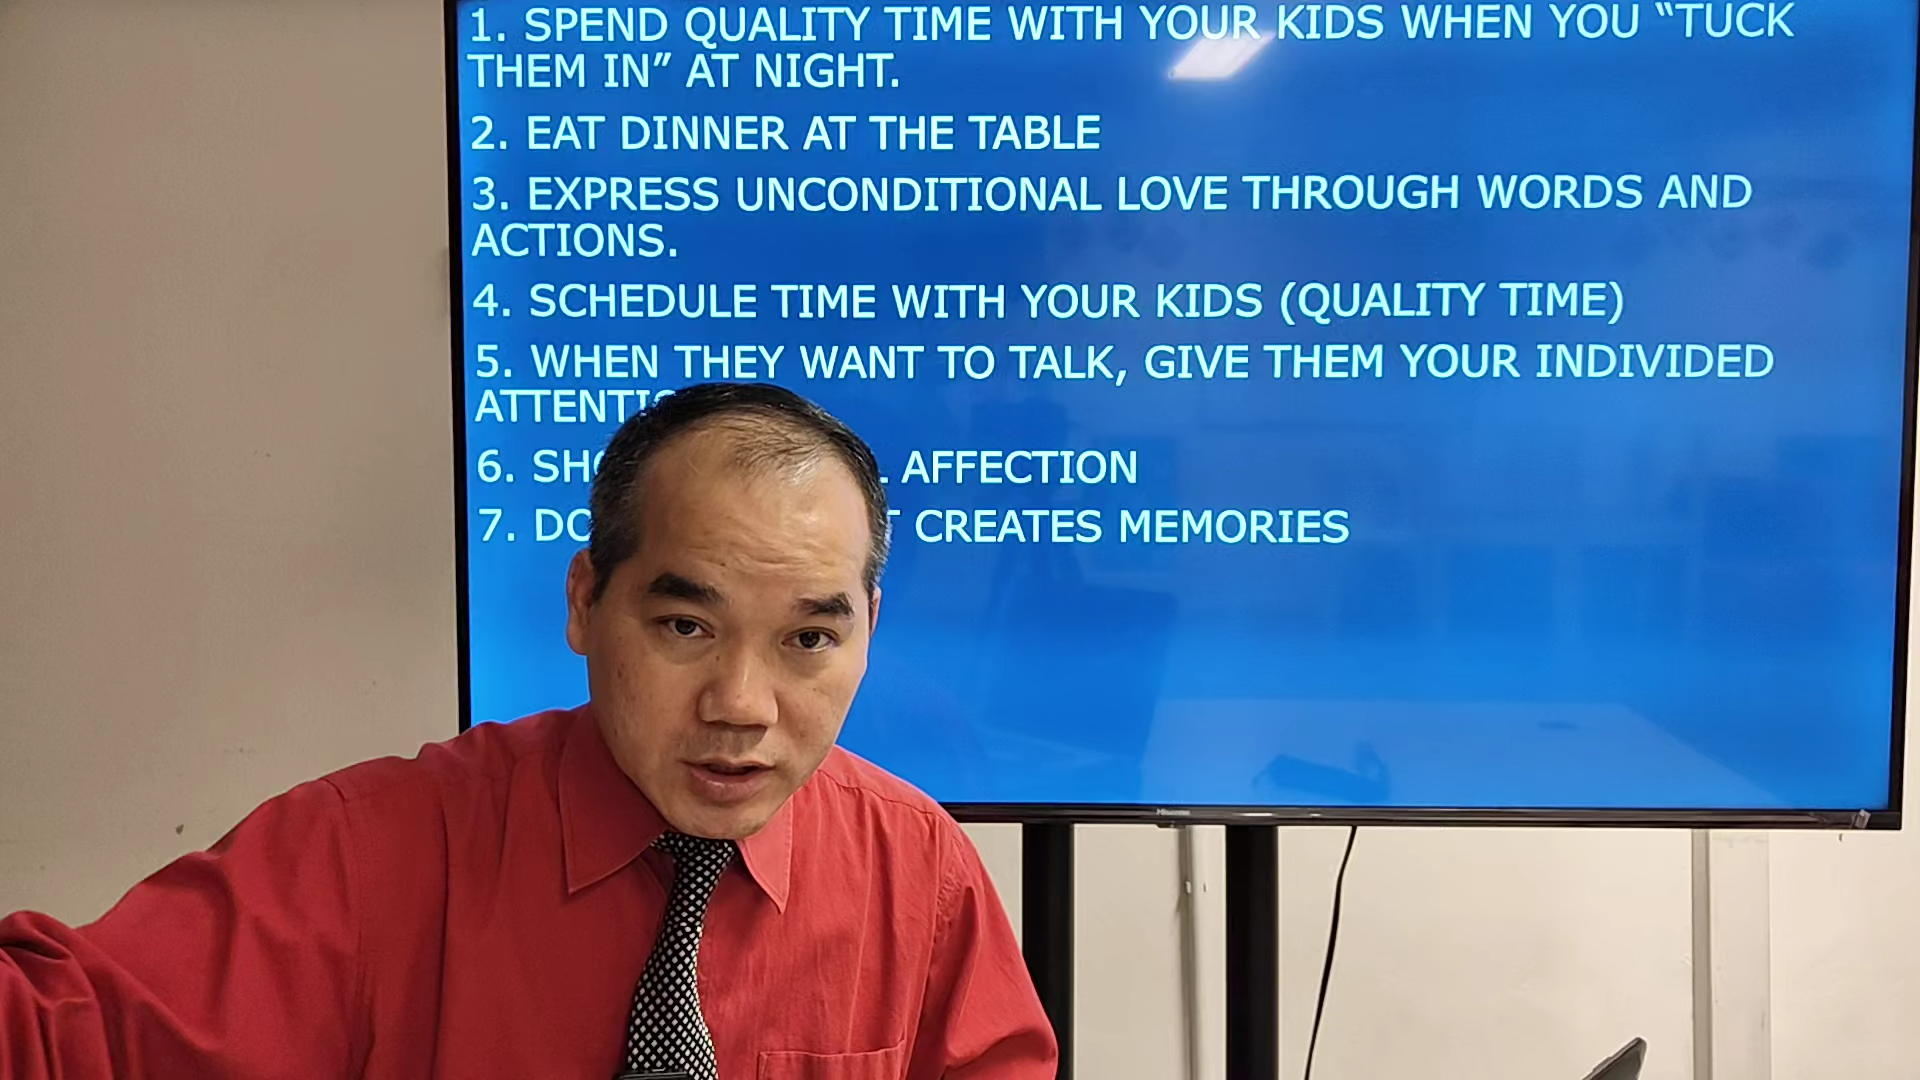 1. SPEND QUALITY TIME WITH YOUR KIDS WHEN YOU “TUCK
THEM IN” AT NIGHT.
2. EAT DINNER AT THE TABLE
3. EXPRESS UNCONDITIONAL LOVE THROUGH WORDS AND
ACTIONS.
4. SCHEDULE TIME WITH YOUR KIDS (QUALITY TIME)
5. WHEN THEY WANT TO TALK, GIVE THEM YOUR INDIVIDED
6. AFFECTION
7. CREATES MEMORIES
Hisense